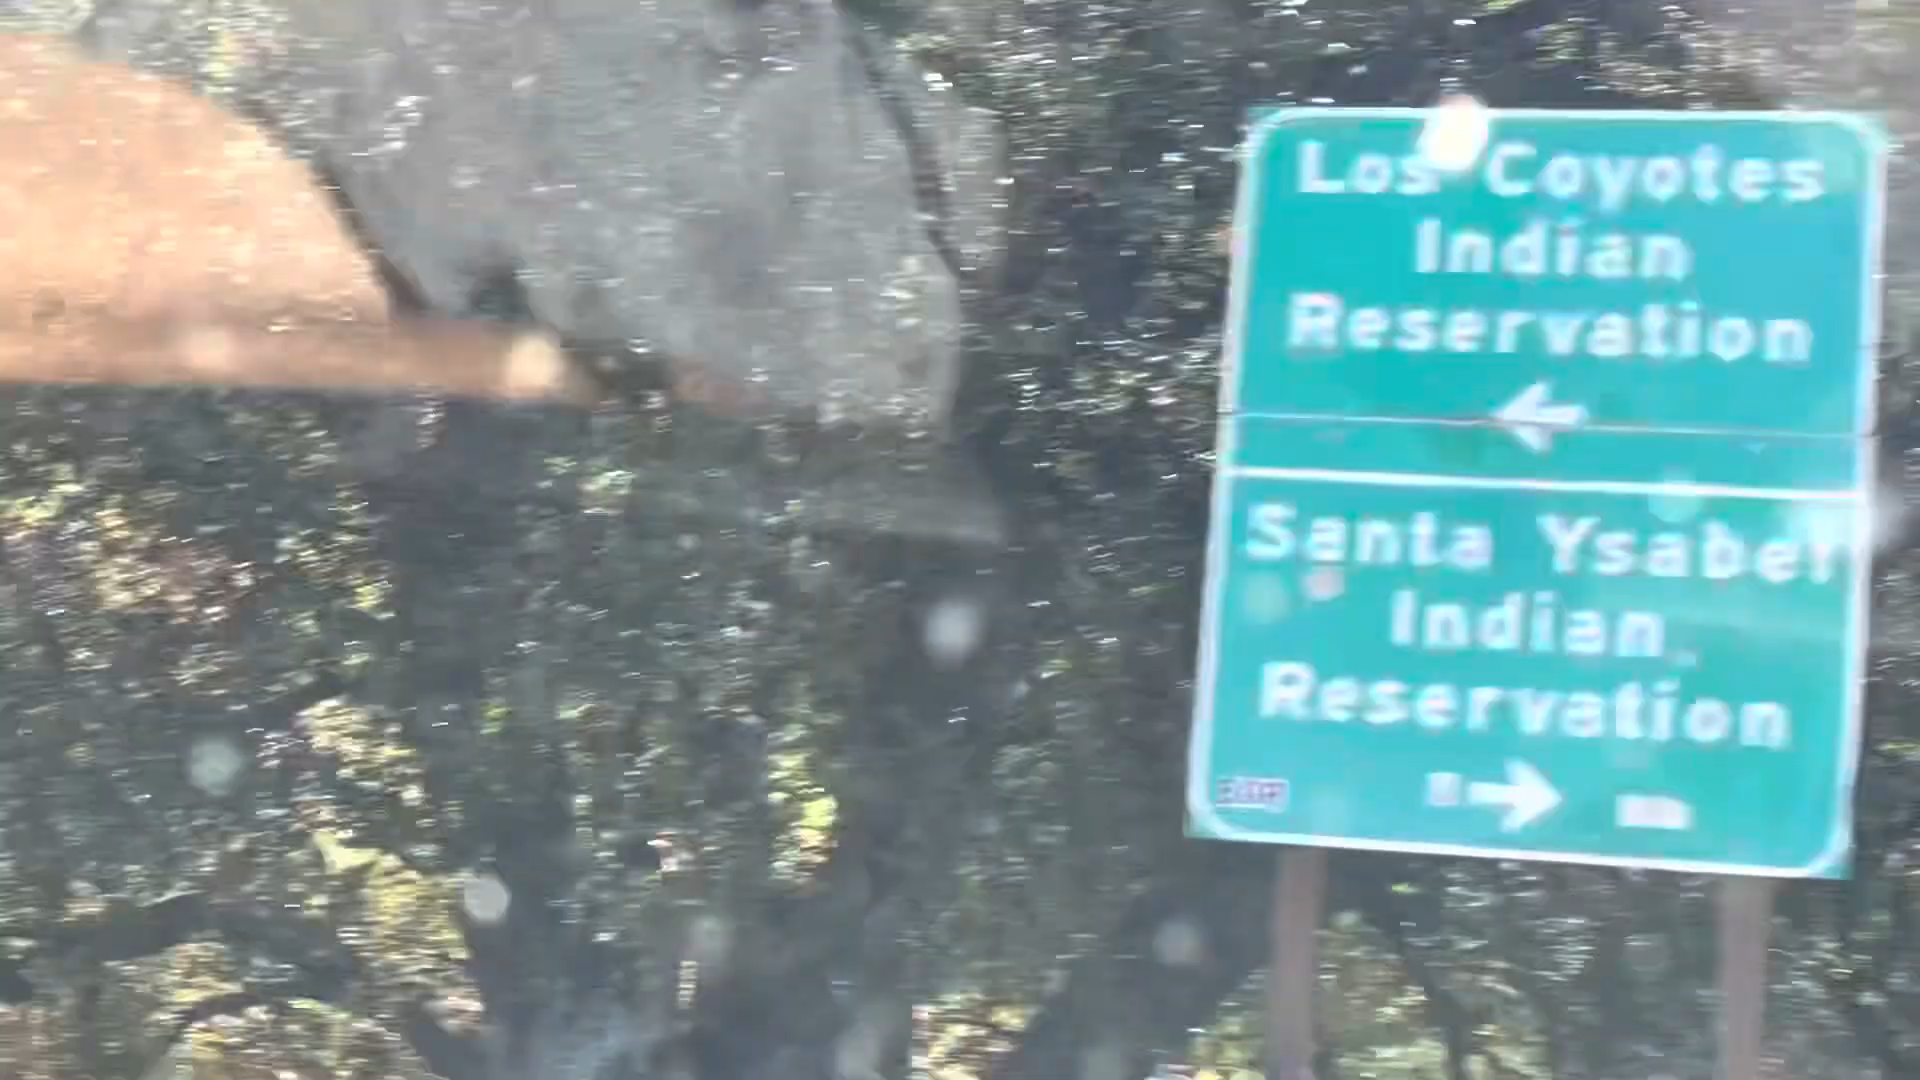 Los Coyotes
Indian
Reservation
Santa Ysabel
Indian
Reservation